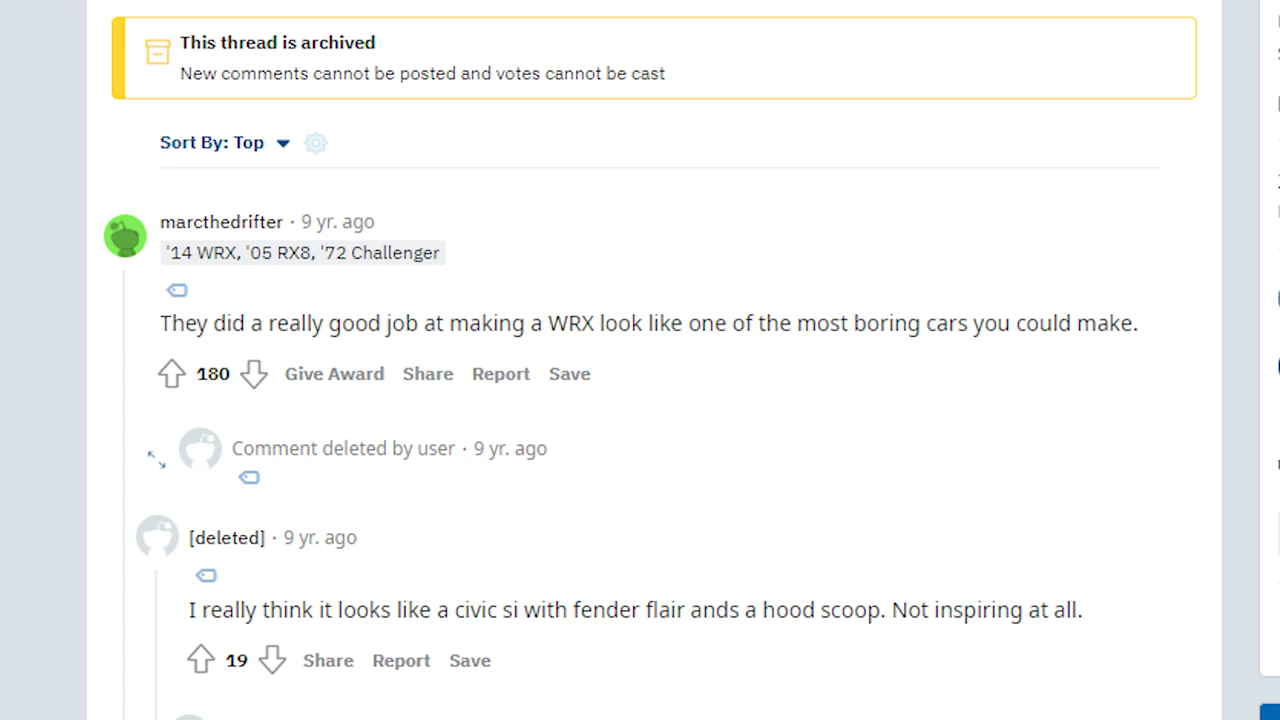 This thread is archived
New comments cannot be posted and votes cannot be cast
Sort By: Top
marcthedrifter · 9 yr. ago
'14 WRX, '05 RX8, '72 Challenger
They did a really good job at making a WRX look like one of the most boring cars you could make.
180 Give Award Share Report Save
Comment deleted by user · 9 yr. ago
[deleted] · 9 yr. ago
I really think it looks like a civic si with fender flair ands a hood scoop. Not inspiring at all.
19 Share Report Save